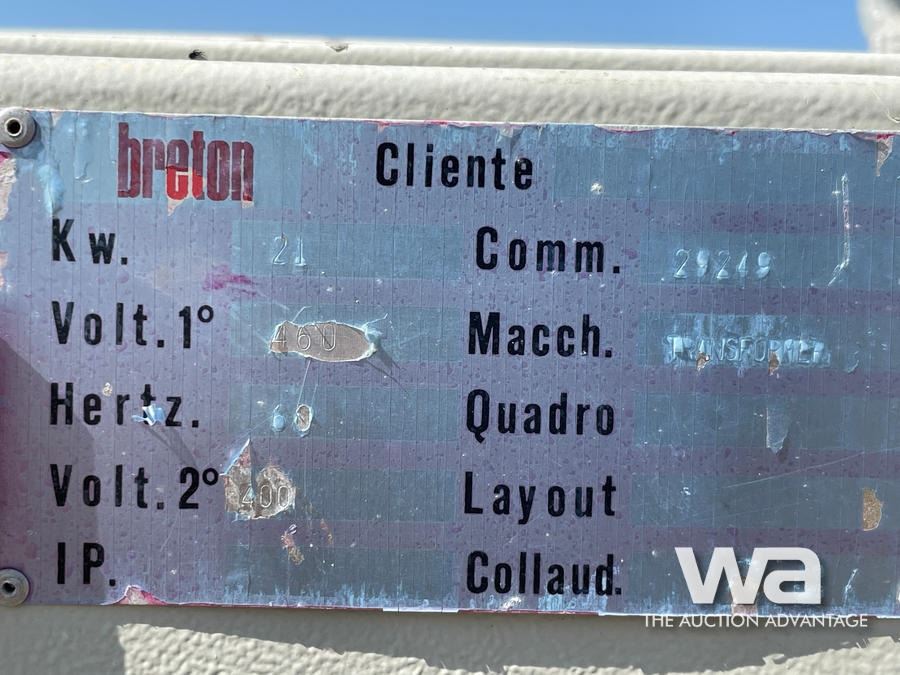 breton Cliente
Kw. 21 Comm. 29249
Volt.1° 460 Macch. TRANSFORMER
Hertz. 60 Quadro
Volt.2° 400 Layout
IP. Collaud.
wa
THE AUCTION ADVANTAGE